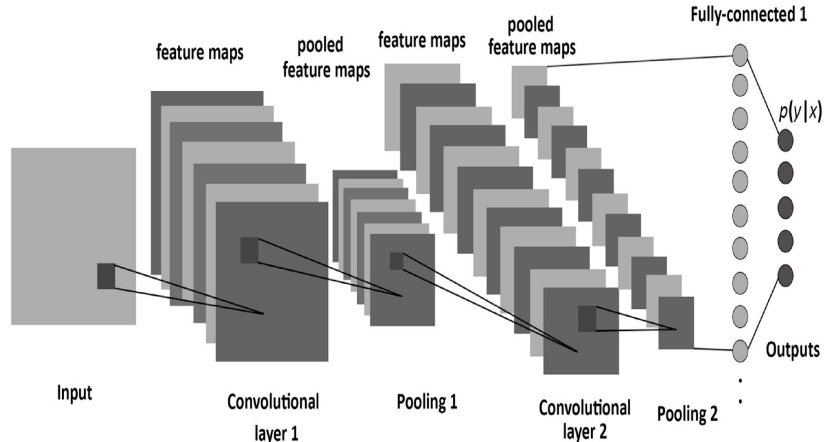 Fully-connected 1
feature maps
pooled
feature maps
feature maps
pooled
feature maps
p(y|x)
Input
Convolutional
layer 1
Pooling 1
Convolutional
layer 2
Pooling 2
Outputs